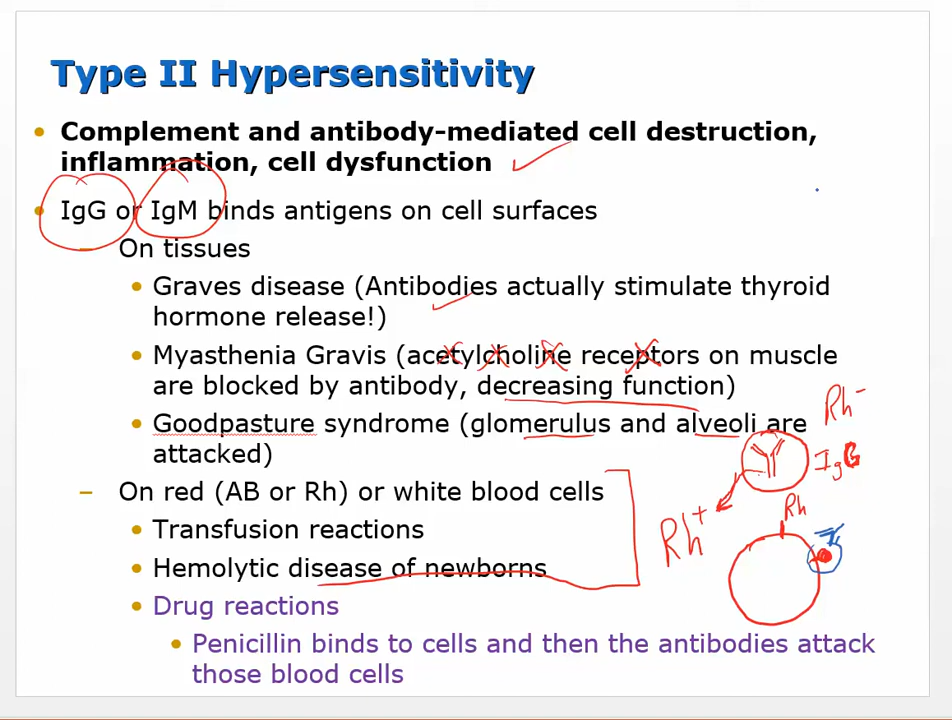 Type II Hypersensitivity
• Complement and antibody-mediated cell destruction,
inflammation, cell dysfunction
• IgG or IgM binds antigens on cell surfaces
– On tissues
• Graves disease (Antibodies actually stimulate thyroid
hormone release!)
• Myasthenia Gravis (acetylcholine receptors on muscle
are blocked by antibody, decreasing function)
• Goodpasture syndrome (glomerulus and alveoli are
attacked)
– On red (AB or Rh) or white blood cells
• Transfusion reactions
• Hemolytic disease of newborns
• Drug reactions
• Penicillin binds to cells and then the antibodies attack
those blood cells
Rh-
IgG
Rh+
Rh